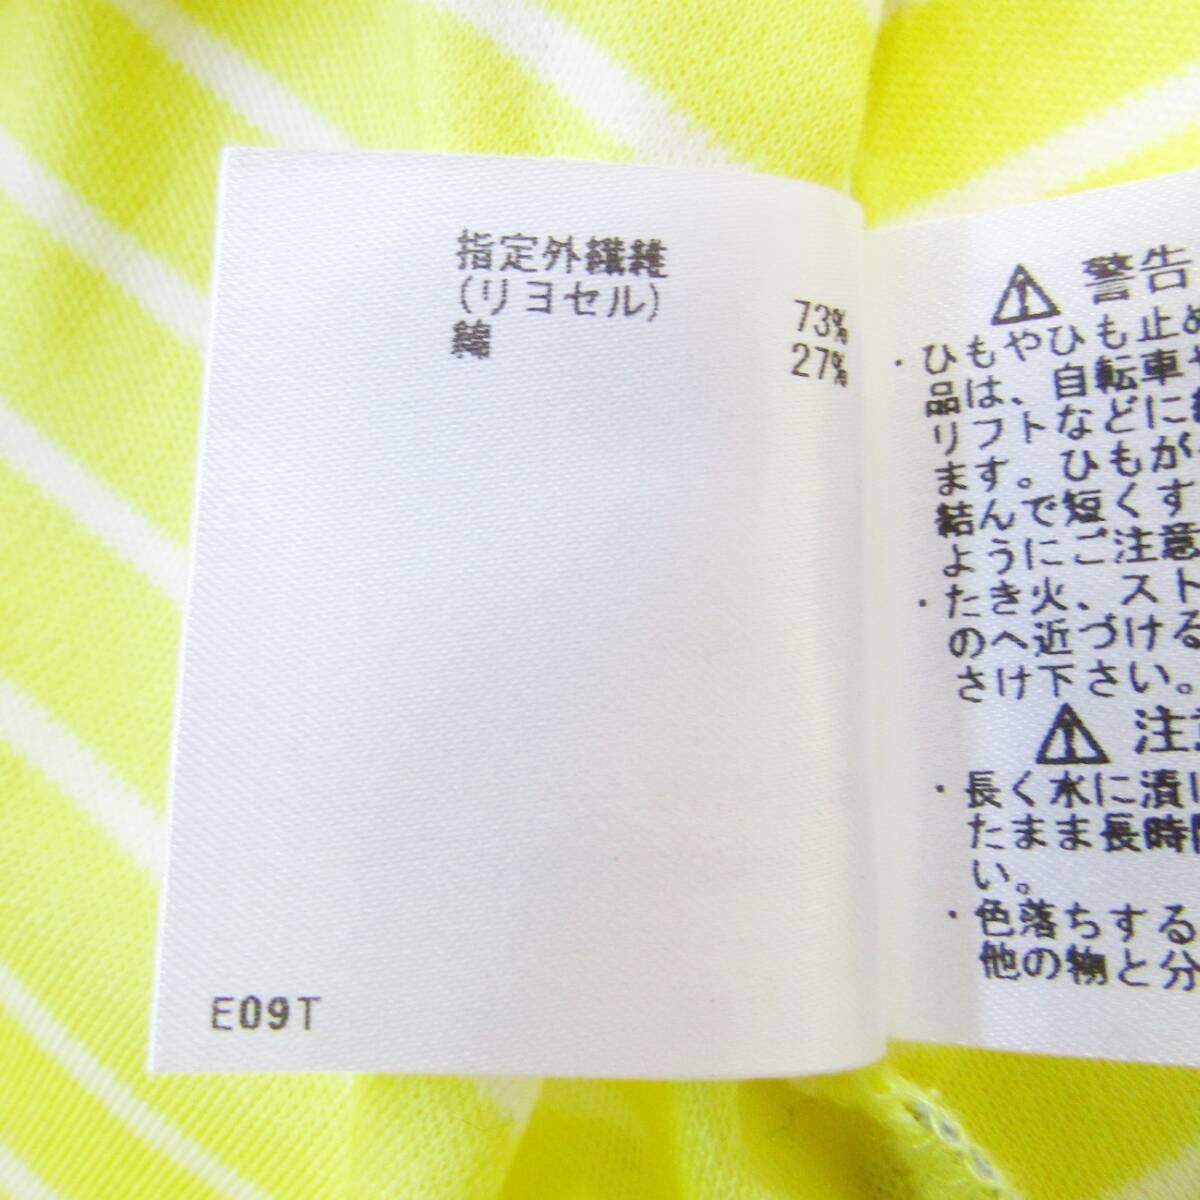 指定外繊維
(リヨセル) 73%
綿 27%
E09T
警告
・ひもやひも止め
品は、自転車や
リフトなどに
ます。ひもが
結んで短くす
ようにご注意
・たき火、スト
のへ近づける
さけ下さい。
注意
・長く水に漬け
たまま長時間
い。
・色落ちする
他の物と分